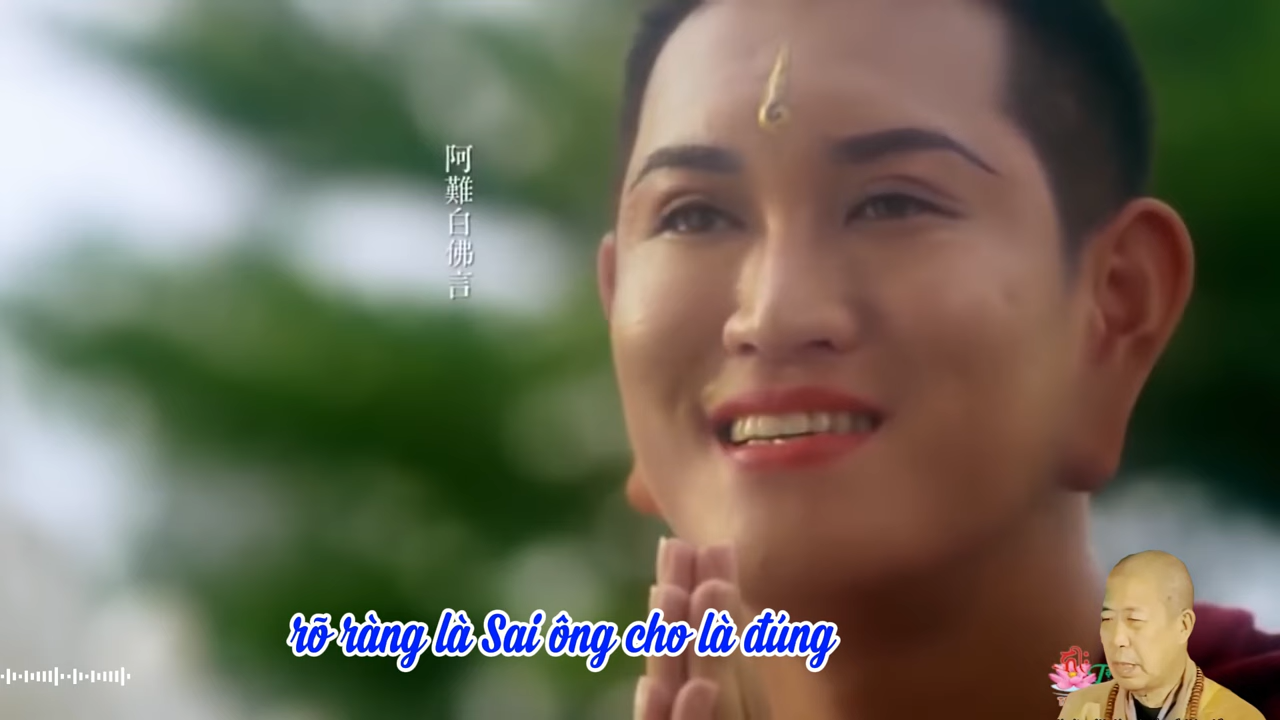 阿難白佛言
rõ ràng là Sai ông cho là đúng